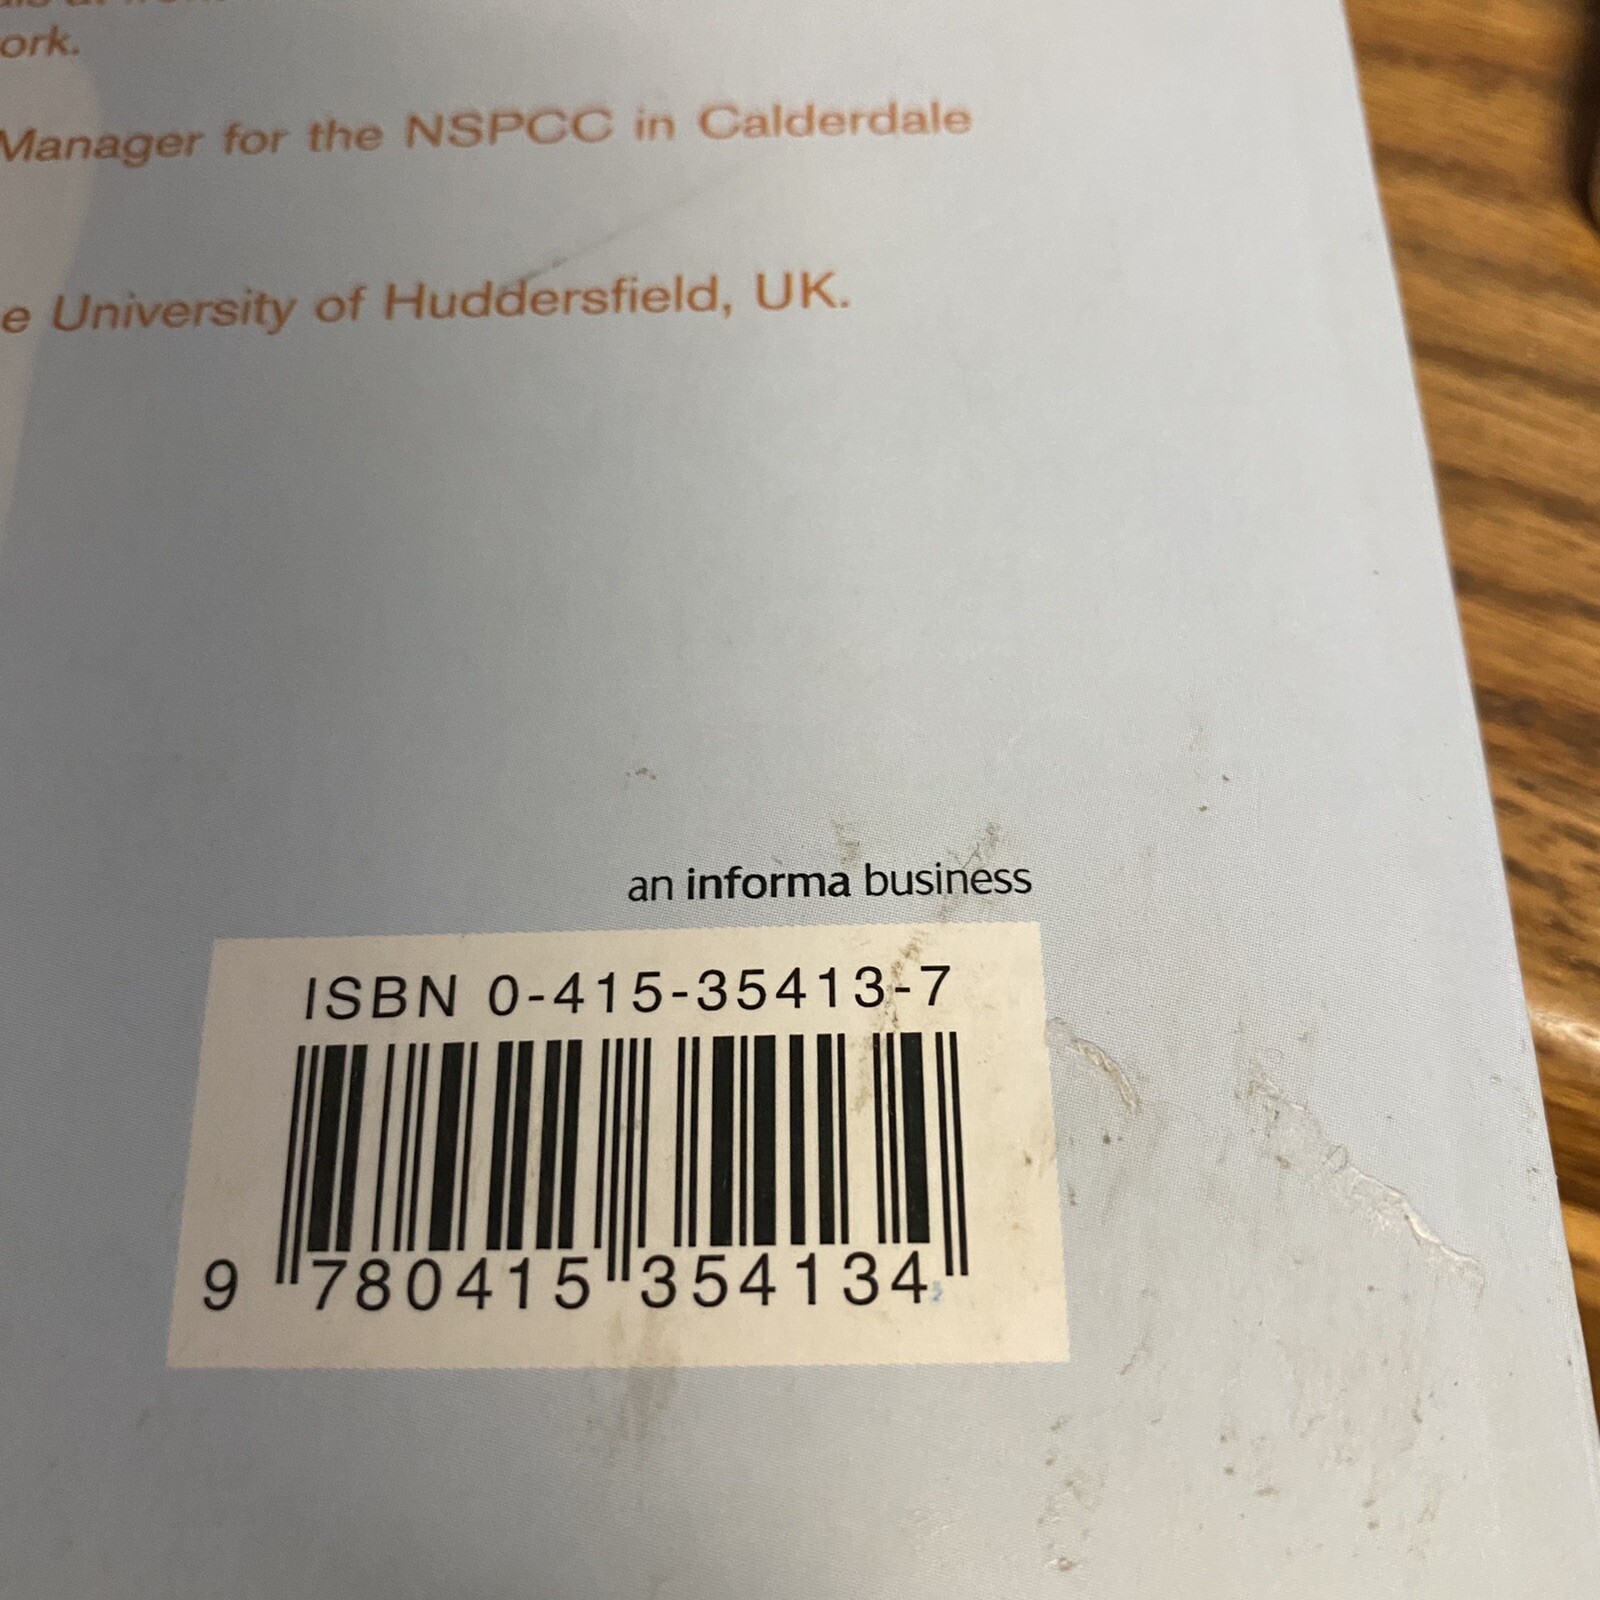 ork.
Manager for the NSPCC in Calderdale
e University of Huddersfield, UK.
an informa business
ISBN 0-415-35413-7
9 780415 354134